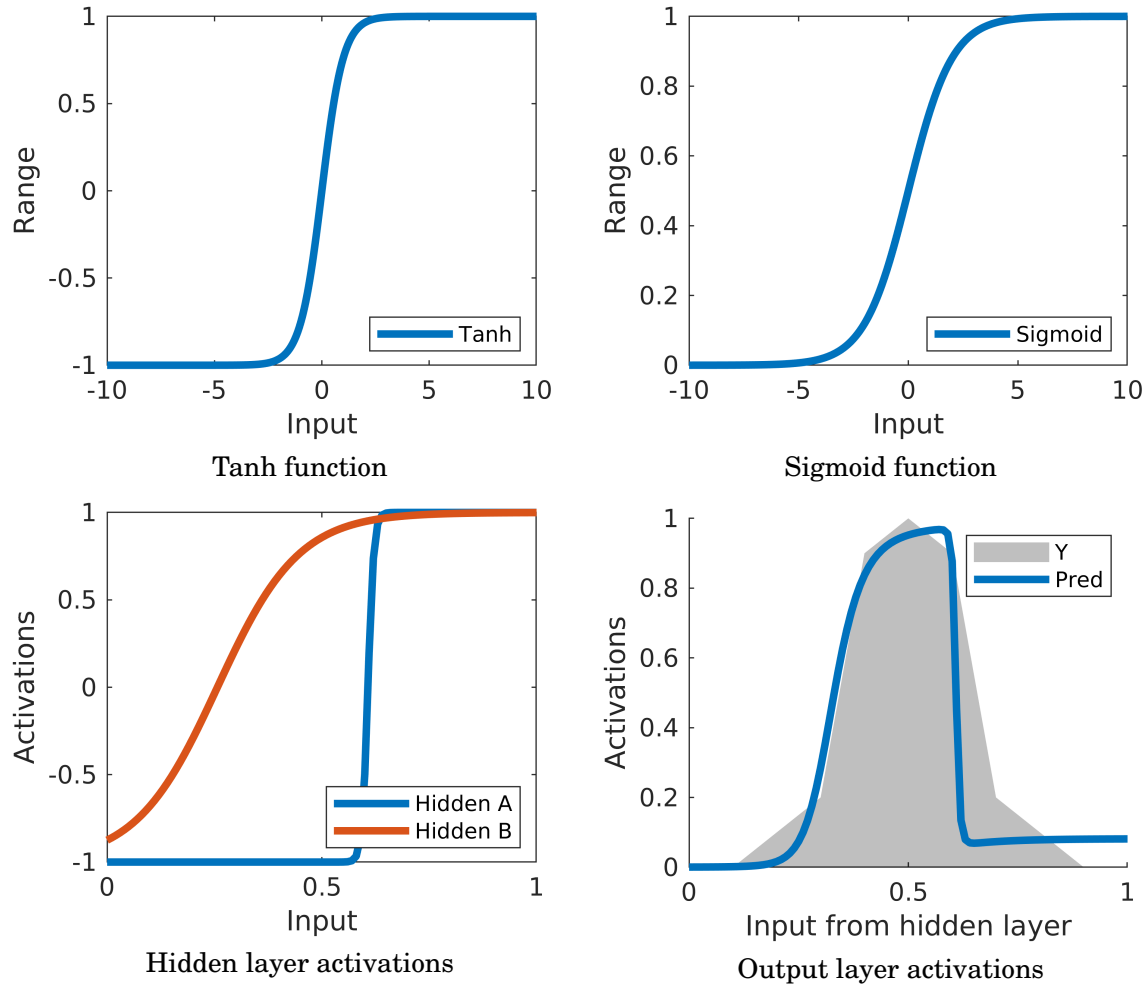 1
0.5
0
-0.5
-1
Range
-10
-5
0
5
10
Input
Tanh
Tanh function
1
0.8
0.6
0.4
0.2
0
Range
-10
-5
0
5
10
Input
Sigmoid
Sigmoid function
1
0.5
0
-0.5
-1
Activations
0
0.5
1
Input
Hidden A
Hidden B
Hidden layer activations
1
0.8
0.6
0.4
0.2
0
Activations
0
0.5
1
Input from hidden layer
Y
Pred
Output layer activations